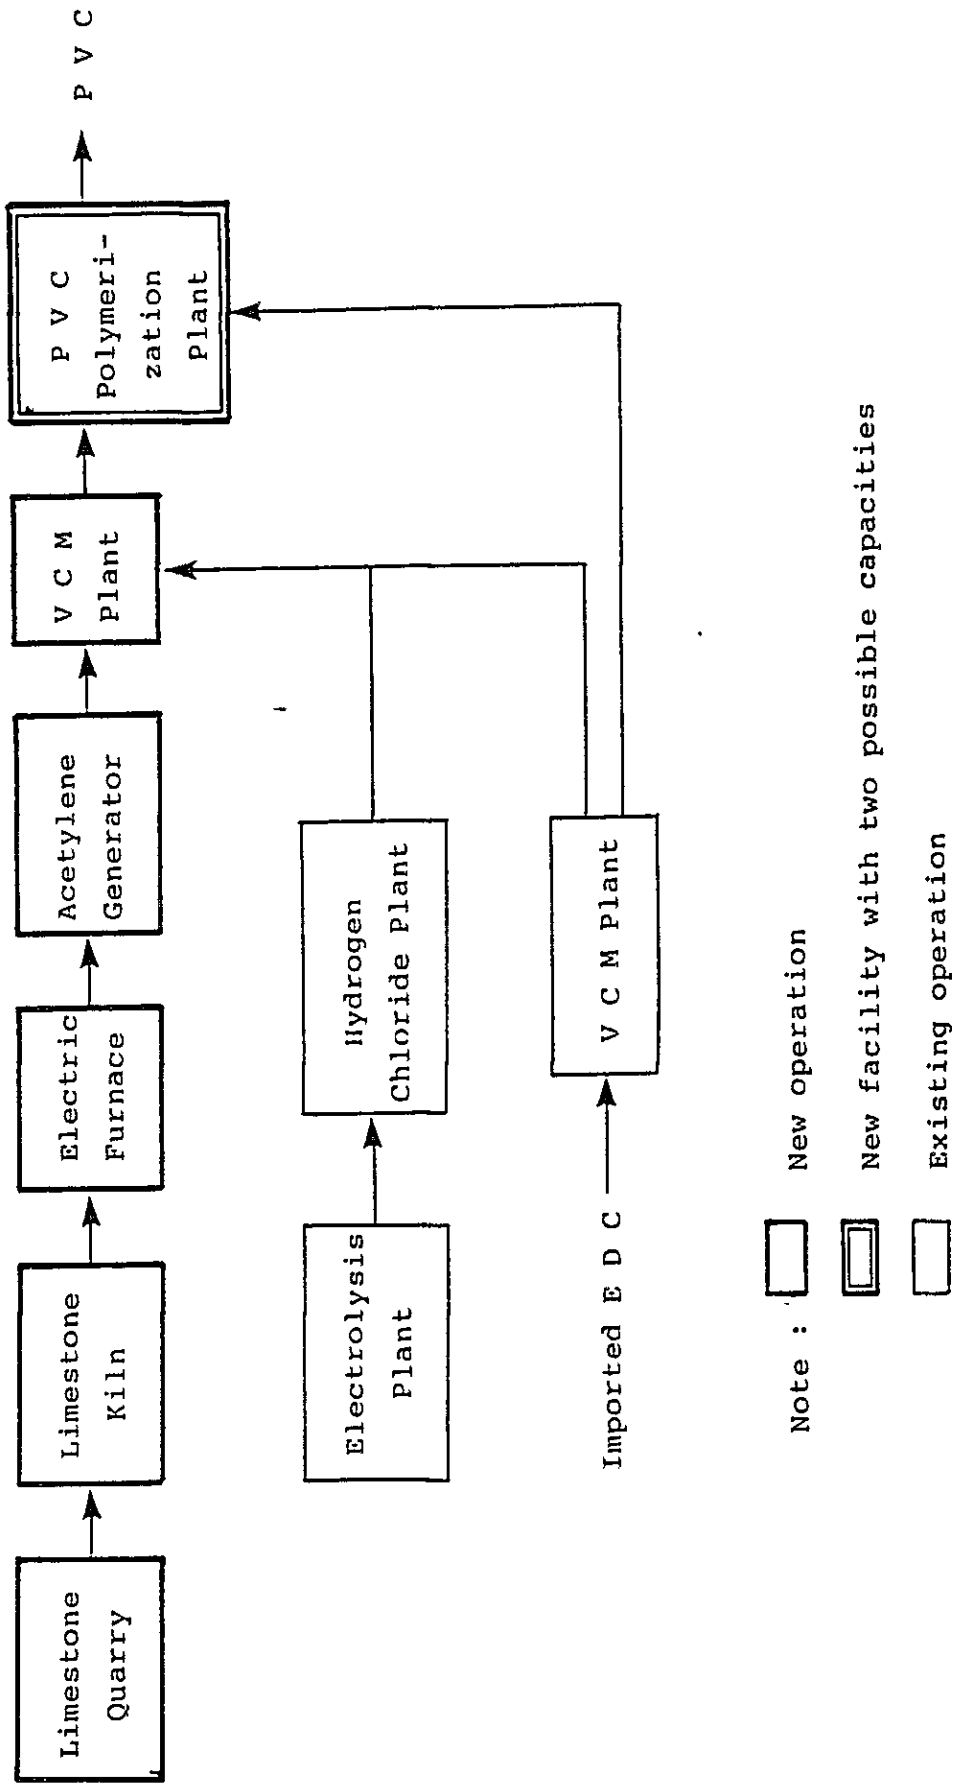 Limestone
Quarry
Limestone
Kiln
Electric
Furnace
Acetylene
Generator
V C M
Plant
P V C
Polymeri-
zation
Plant
P V C
Electrolysis
Plant
Hydrogen
Chloride Plant
Imported E D C
V C M Plant
Note :
New operation
New facility with two possible capacities
Existing operation